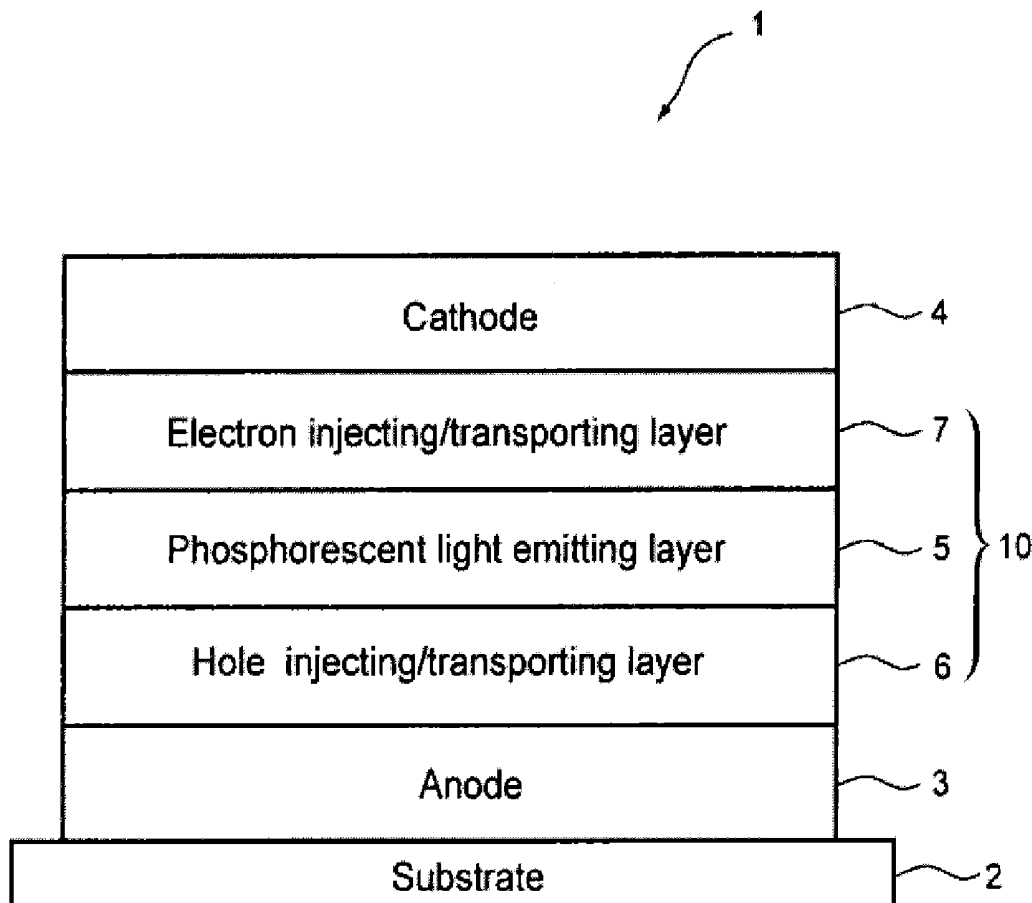 1
Cathode 4
Electron injecting/transporting layer 7
Phosphorescent light emitting layer 5 10
Hole injecting/transporting layer 6
Anode 3
Substrate 2